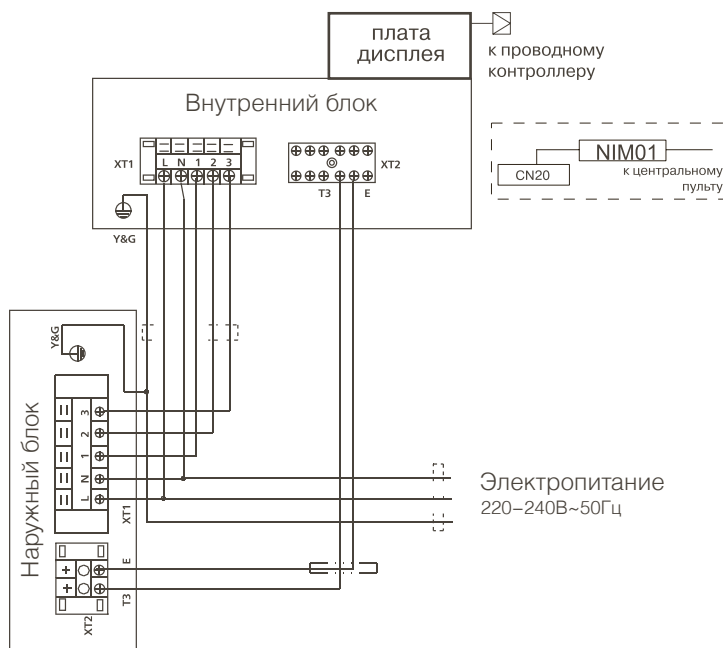 плата
дисплея
к проводному
контроллеру
Внутренний блок
XT1
L N 1 2 3
XT2
T3 E
Y&G
NIM01
CN20
к центральному
пульту
Наружный блок
Y&G
3
2
1
N
L
XT1
E
T3
XT2
Электропитание
220–240В~50Гц